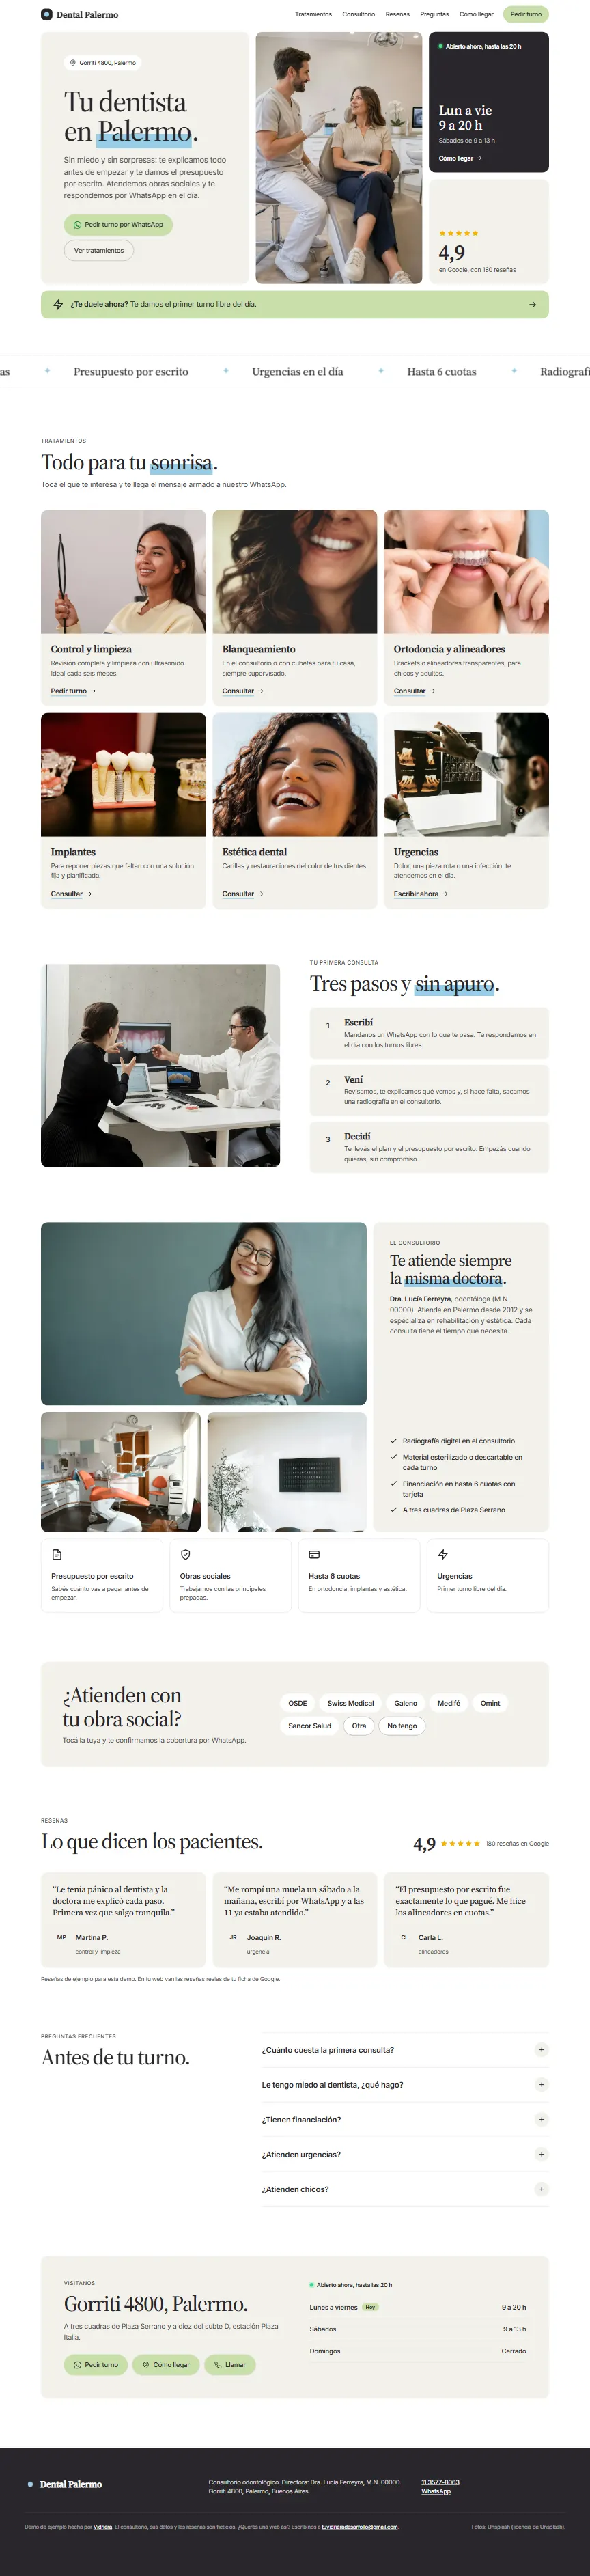 Dental Palermo
Tratamientos
Consultorio
Reseñas
Preguntas
Cómo llegar
Pedir turno
Gorriti 4800, Palermo
Tu dentista
en Palermo.
Sin miedo y sin sorpresas: te explicamos todo
antes de empezar y te damos el presupuesto
por escrito. Atendemos obras sociales y te
respondemos por WhatsApp en el día.
Pedir turno por WhatsApp
Ver tratamientos
Abierto ahora, hasta las 20 h
Lun a vie
9 a 20 h
Sábados de 9 a 13 h
Cómo llegar →
4,9
en Google, con 180 reseñas
¿Te duele ahora? Te damos el primer turno libre del día.
as
Presupuesto por escrito
Urgencias en el día
Hasta 6 cuotas
Radiografí
TRATAMIENTOS
Todo para tu sonrisa.
Tocá el que te interesa y te llega el mensaje armado a nuestro WhatsApp.
Control y limpieza
Revisión completa y limpieza con ultrasonido.
Ideal cada seis meses.
Pedir turno →
Blanqueamiento
En el consultorio o con cubetas para tu casa,
siempre supervisado.
Consultar →
Ortodoncia y alineadores
Brackets o alineadores transparentes, para
chicos y adultos.
Consultar →
Implantes
Para reponer piezas que faltan con una solución
fija y planificada.
Consultar →
Estética dental
Carillas y restauraciones del color de tus dientes.
Consultar →
Urgencias
Dolor, una pieza rota o una infección: te
atendemos en el día.
Escribir ahora →
TU PRIMERA CONSULTA
Tres pasos y sin apuro.
1
Escribí
Mandanos un WhatsApp con lo que te pasa. Te respondemos en
el día con los turnos libres.
2
Vení
Revisamos, te explicamos qué vemos y, si hace falta, sacamos
una radiografía en el consultorio.
3
Decidí
Te llevás el plan y el presupuesto por escrito. Empezás cuando
quieras, sin compromiso.
EL CONSULTORIO
Te atiende siempre
la misma doctora.
Dra. Lucía Ferreyra, odontóloga (M.N.
00000). Atiende en Palermo desde 2012 y se
especializa en rehabilitación y estética. Cada
consulta tiene el tiempo que necesita.
Radiografía digital en el consultorio
Material esterilizado o descartable en
cada turno
Financiación en hasta 6 cuotas con
tarjeta
A tres cuadras de Plaza Serrano
Presupuesto por escrito
Sabés cuánto vas a pagar antes de
empezar.
Obras sociales
Trabajamos con las principales
prepagas.
Hasta 6 cuotas
En ortodoncia, implantes y estética.
Urgencias
Primer turno libre del día.
¿Atienden con
tu obra social?
Tocá la tuya y te confirmamos la cobertura por WhatsApp.
OSDE
Swiss Medical
Galeno
Medifé
Omint
Sancor Salud
Otra
No tengo
RESEÑAS
Lo que dicen los pacientes.
4,9
180 reseñas en Google
“Le tenía pánico al dentista y la
doctora me explicó cada paso.
Primera vez que salgo tranquila.”
MP
Martina P.
control y limpieza
“Me rompí una muela un sábado a la
mañana, escribí por WhatsApp y a las
11 ya estaba atendido.”
JR
Joaquín R.
urgencia
“El presupuesto por escrito fue
exactamente lo que pagué. Me hice
los alineadores en cuotas.”
CL
Carla L.
alineadores
Reseñas de ejemplo para esta demo. En tu web van las reseñas reales de tu ficha de Google.
PREGUNTAS FRECUENTES
Antes de tu turno.
¿Cuánto cuesta la primera consulta?
Le tengo miedo al dentista, ¿qué hago?
¿Tienen financiación?
¿Atienden urgencias?
¿Atienden chicos?
VISITANOS
Gorriti 4800, Palermo.
A tres cuadras de Plaza Serrano y a diez del subte D, estación Plaza
Italia.
Pedir turno
Cómo llegar
Llamar
Abierto ahora, hasta las 20 h
Lunes a viernes Hoy
9 a 20 h
Sábados
9 a 13 h
Domingos
Cerrado
Dental Palermo
Consultorio odontológico. Directora: Dra. Lucía Ferreyra, M.N. 00000.
Gorriti 4800, Palermo, Buenos Aires.
11 3577-8063
WhatsApp
Demo de ejemplo hecha por Vidriera. El consultorio, sus datos y las reseñas son ficticios. ¿Querés una web así? Escribinos a tuvidrieradesarrollo@gmail.com.
Fotos: Unsplash (licencia de Unsplash).